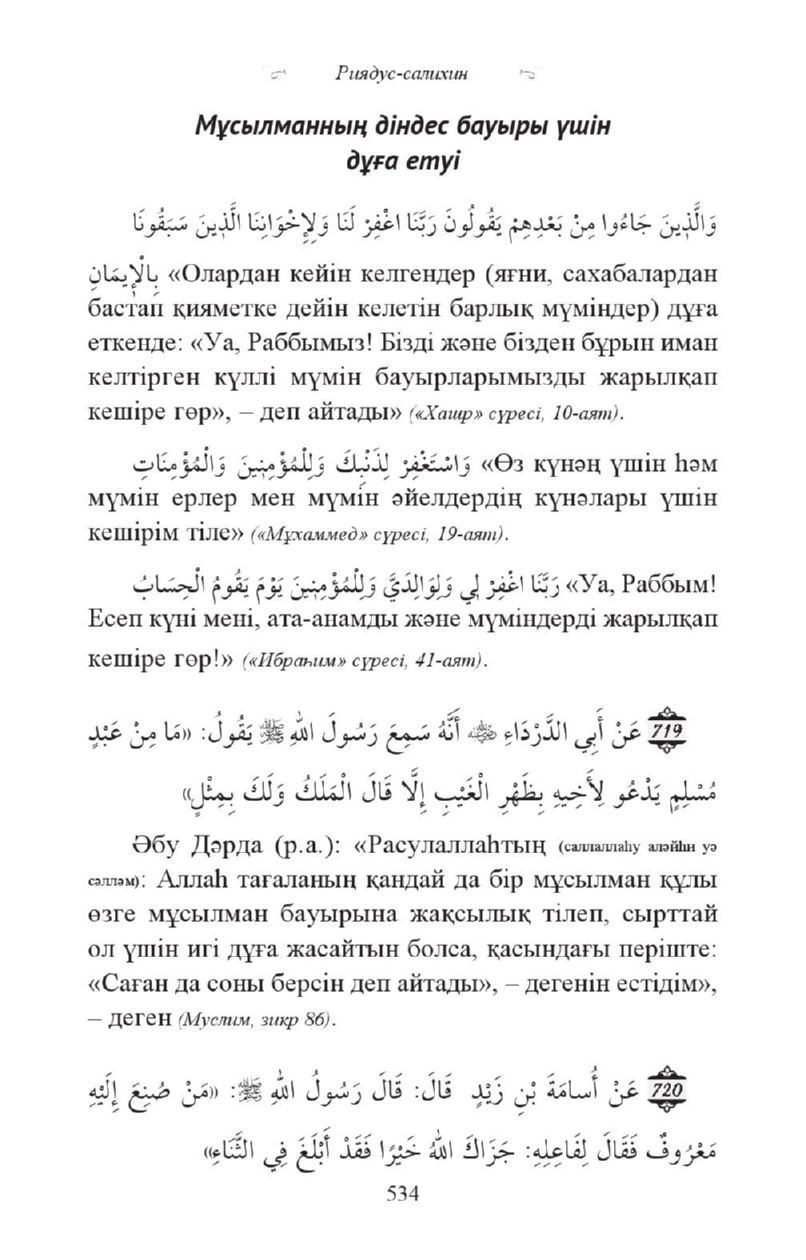 Риядус-салихин
Мұсылманның діндес бауыры үшін
дұға етуі
وَالَّذِينَ جَاءُوا مِنْ بَعْدِهِمْ يَقُولُونَ رَبَّنَا اغْفِرْ لَنَا وَلِإِخْوَانِنَا الَّذِينَ سَبَقُونَا
بِالْإِيمَانِ «Олардан кейін келгендер (яғни, сахабалардан
бастап қияметке дейін келетін барлық мүміндер) дұға
еткенде: «Уа, Раббымыз! Бізді және бізден бұрын иман
келтірген күллі мүмін бауырларымызды жарылқап
кешіре гөр», – деп айтады» («Хашр» сүресі, 10-аят).
وَاسْتَغْفِرْ لِذَنْبِكَ وَلِلْمُؤْمِنِينَ وَالْمُؤْمِنَاتِ «Өз күнәң үшін һәм
мүмін ерлер мен мүмін әйелдердің күнәлары үшін
кешірім тіле» («Мұхаммед» сүресі, 19-аят).
رَبَّنَا اغْفِرْ لِي وَلِوَالِدَيَّ وَلِلْمُؤْمِنِينَ يَوْمَ يَقُومُ الْحِسَابُ «Уа, Раббым!
Есеп күні мені, ата-анамды және мүміндерді жарылқап
кешіре гөр!» («Ибраһим» сүресі, 41-аят).
719 عَنْ أَبِي الدَّرْدَاءِ ﷺ أَنَّهُ سَمِعَ رَسُولَ اللهِ ﷺ يَقُولُ: «مَا مِنْ عَبْدٍ
مُسْلِمٍ يَدْعُو لِأَخِيهِ بِظَهْرِ الْغَيْبِ إِلَّا قَالَ الْمَلَكُ وَلَكَ بِمِثْلٍ»
Әбу Дәрда (р.а.): «Расулаллаһтың (саллаллаһу аләйһи уә
сәлләм): Аллаһ тағаланың қандай да бір мұсылман құлы
өзге мұсылман бауырына жақсылық тілеп, сырттай
ол үшін игі дұға жасайтын болса, қасындағы періште:
«Саған да соны берсін деп айтады», – дегенін естідім»,
– деген (Муслим, зикр 86).
720 عَنْ أُسامَةَ بْنِ زَيْدٍ قَالَ: قَالَ رَسُولُ اللهِ ﷺ: «مَنْ صُنِعَ إِلَيْهِ
مَعْرُوفٌ فَقَالَ لِفَاعِلِهِ: جَزَاكَ اللهُ خَيْرًا فَقَدْ أَبْلَغَ فِي الثَّنَاءِ»
534